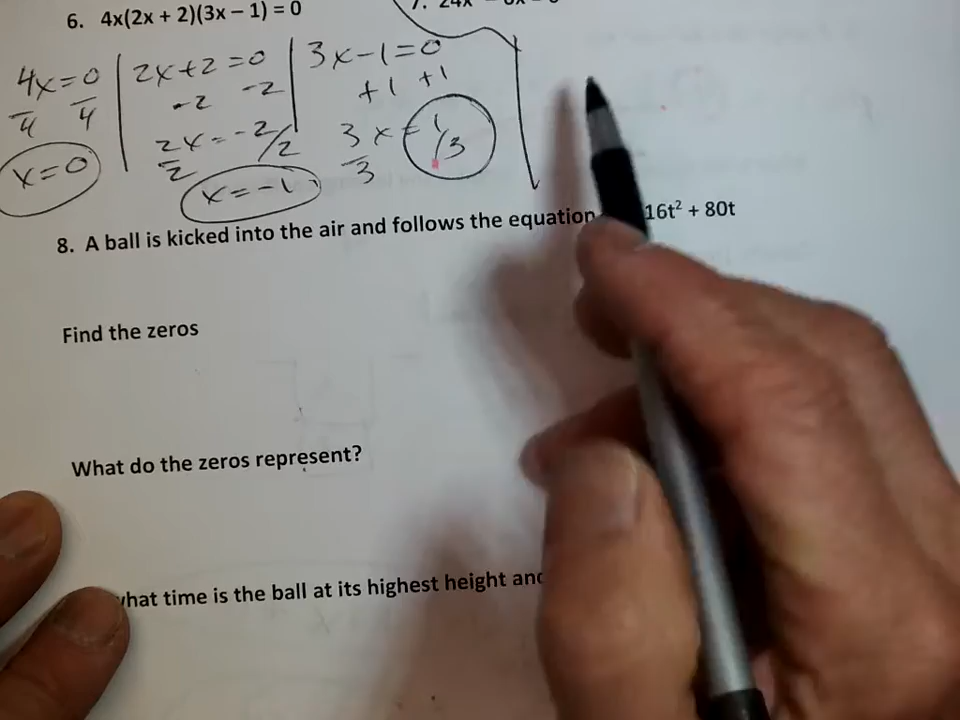 6. 4x(2x + 2)(3x – 1) = 0
7.
4x=0 | 2x+2=0 | 3x-1=0
4 4 -2 -2 +1 +1
2x=-2/2 3x=1/3
2 3
x=0 x=-1
8. A ball is kicked into the air and follows the equation 16t² + 80t
Find the zeros
What do the zeros represent?
what time is the ball at its highest height and